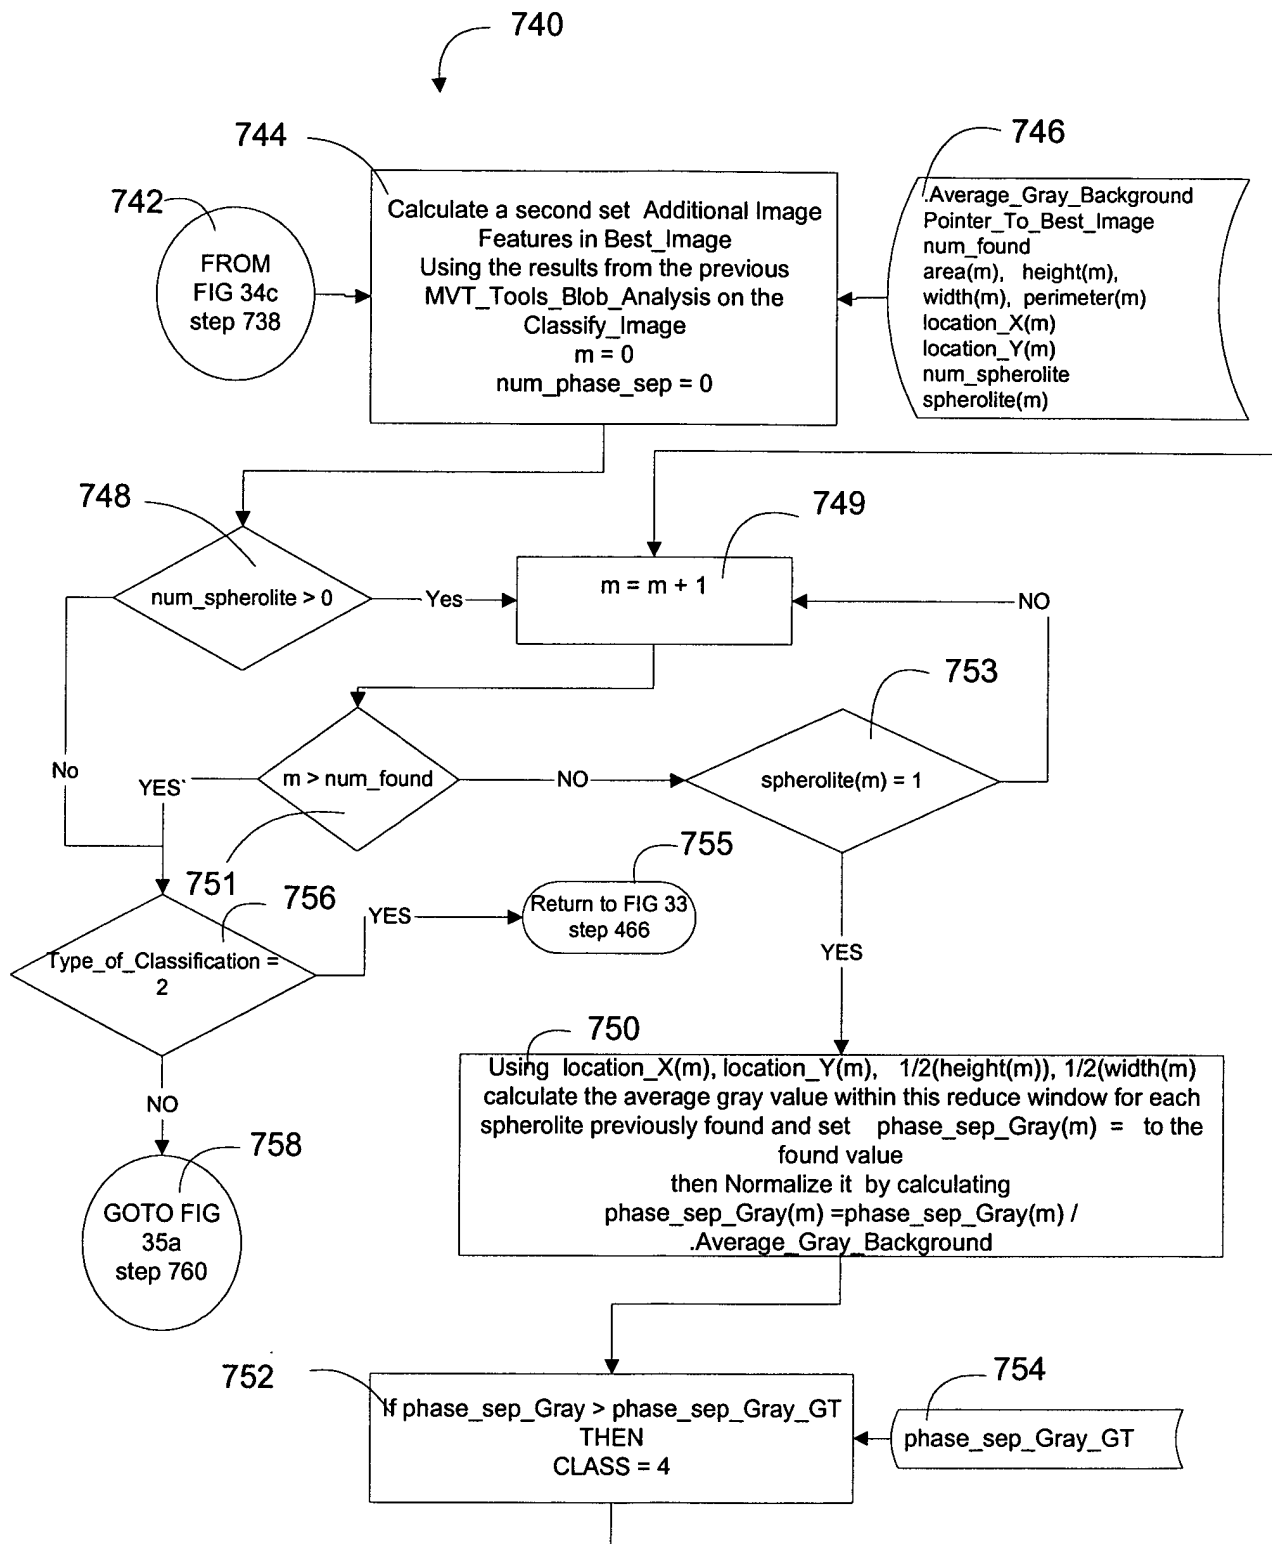 740
744
746
742
Calculate a second set Additional Image
Features in Best_Image
Using the results from the previous
MVT_Tools_Blob_Analysis on the
Classify_Image
m = 0
num_phase_sep = 0
.Average_Gray_Background
Pointer_To_Best_Image
num_found
area(m), height(m),
width(m), perimeter(m)
location_X(m)
location_Y(m)
num_spherolite
spherolite(m)
FROM
FIG 34c
step 738
748
749
num_spherolite > 0
Yes
m = m + 1
NO
753
No
YES
m > num_found
NO
spherolite(m) = 1
755
751
756
YES
Return to FIG 33
step 466
Type_of_Classification =
2
YES
750
NO
Using location_X(m), location_Y(m), 1/2(height(m)), 1/2(width(m)
calculate the average gray value within this reduce window for each
spherolite previously found and set phase_sep_Gray(m) = to the
found value
then Normalize it by calculating
phase_sep_Gray(m) =phase_sep_Gray(m) /
.Average_Gray_Background
758
GOTO FIG
35a
step 760
752
754
If phase_sep_Gray > phase_sep_Gray_GT
THEN
CLASS = 4
phase_sep_Gray_GT